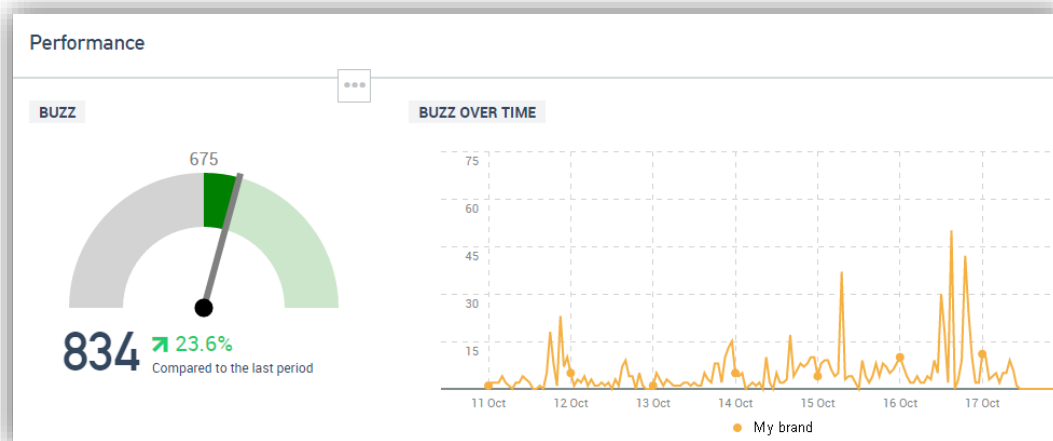 Performance
BUZZ
675
834
23.6%
Compared to the last period
BUZZ OVER TIME
75
60
45
30
15
11 Oct 12 Oct 13 Oct 14 Oct 15 Oct 16 Oct 17 Oct
My brand